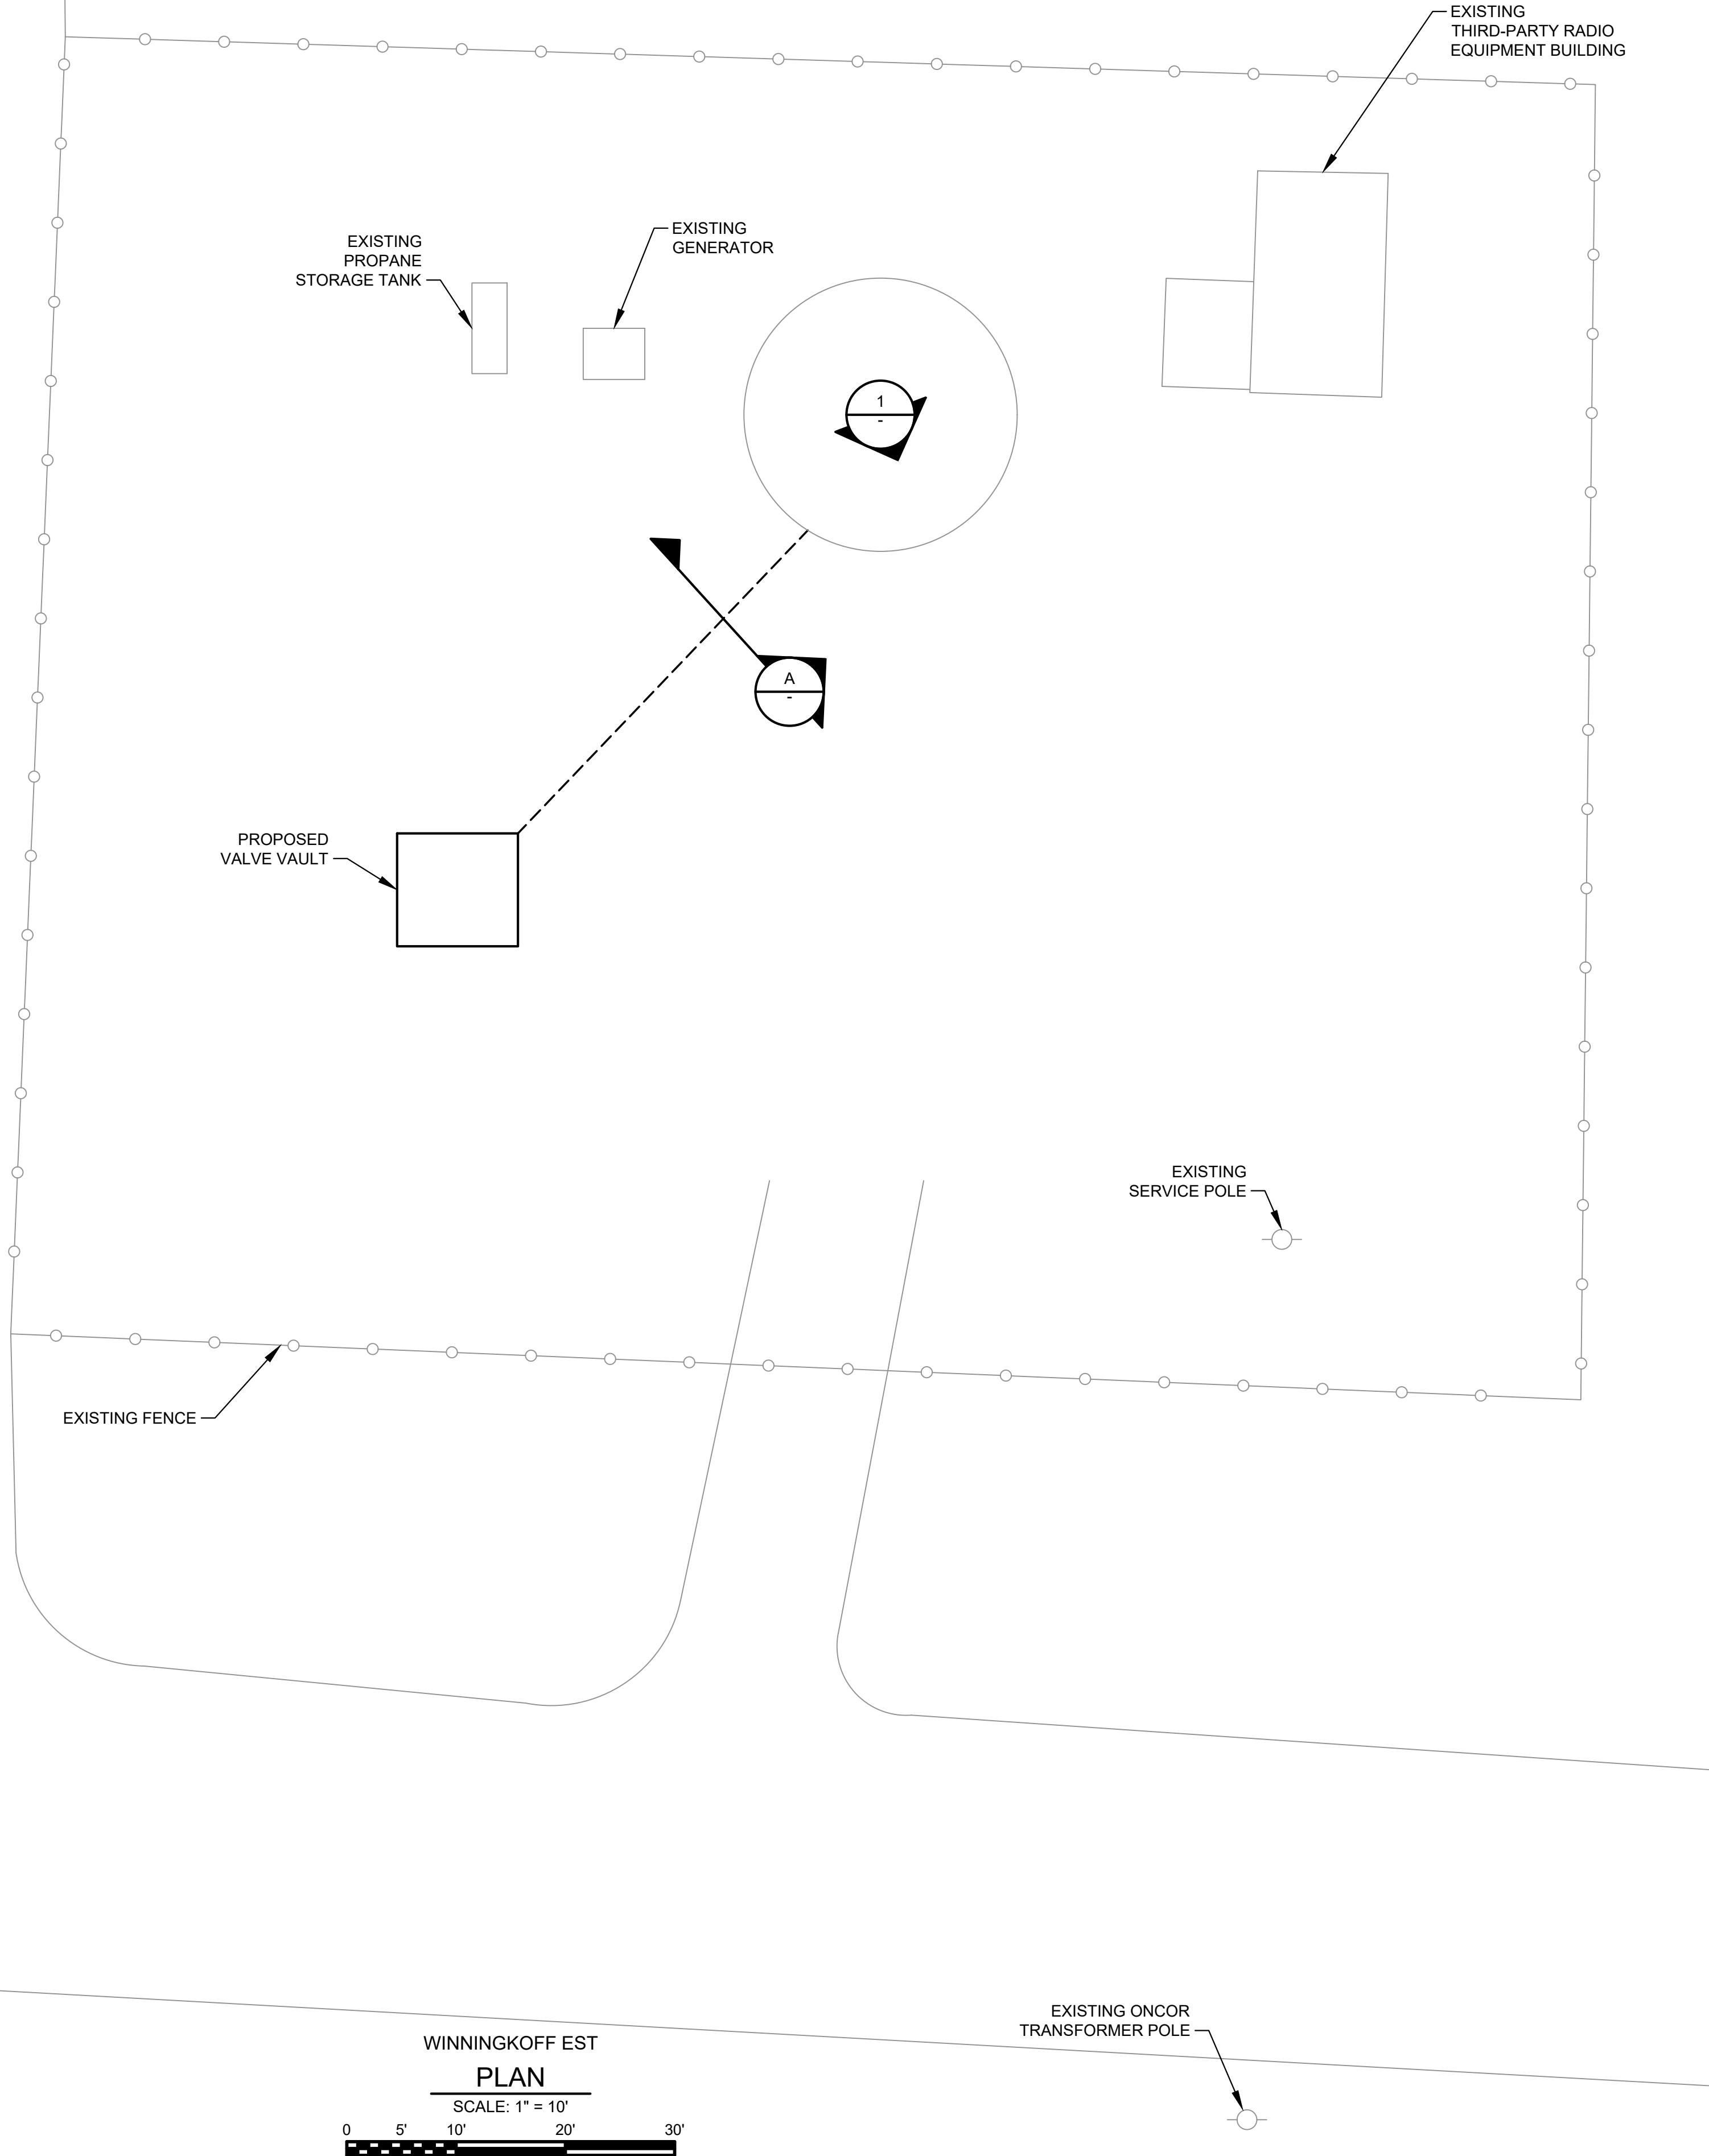 EXISTING
THIRD-PARTY RADIO
EQUIPMENT BUILDING
EXISTING
PROPANE
STORAGE TANK
EXISTING
GENERATOR
1
-
A
-
PROPOSED
VALVE VAULT
EXISTING
SERVICE POLE
EXISTING FENCE
EXISTING ONCOR
TRANSFORMER POLE
WINNINGKOFF EST
PLAN
SCALE: 1" = 10'
0 5' 10' 20' 30'